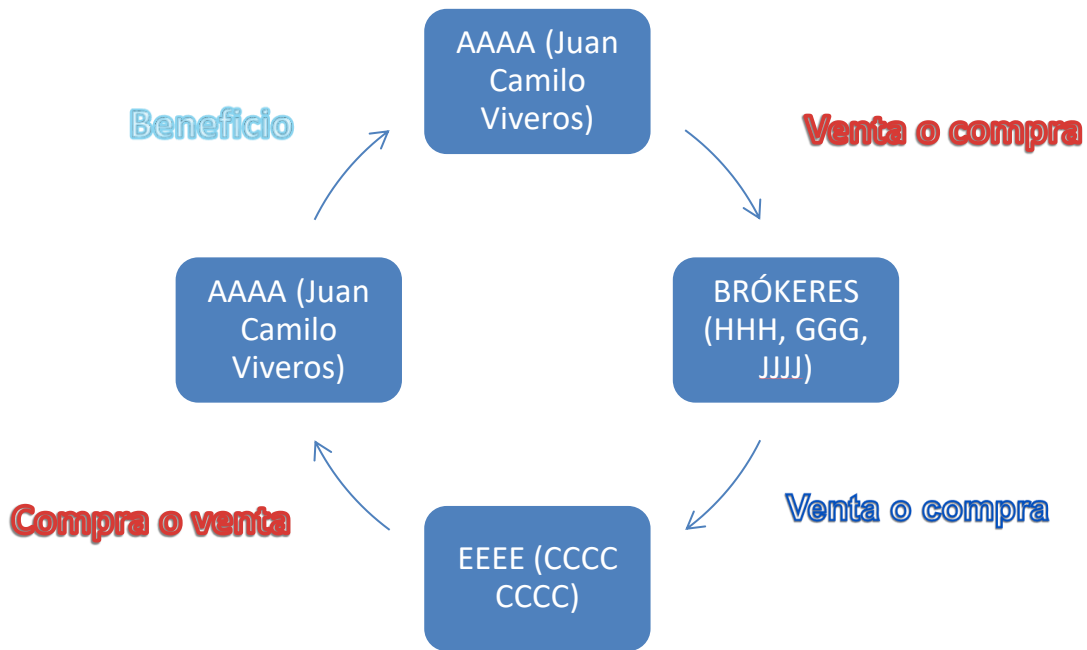 AAAA (Juan
Camilo
Viveros)
Beneficio
Venta o compra
AAAA (Juan
Camilo
Viveros)
BRÓKERES
(HHH, GGG,
JJJJ)
Compra o venta
Venta o compra
EEEE (CCCC
CCCC)